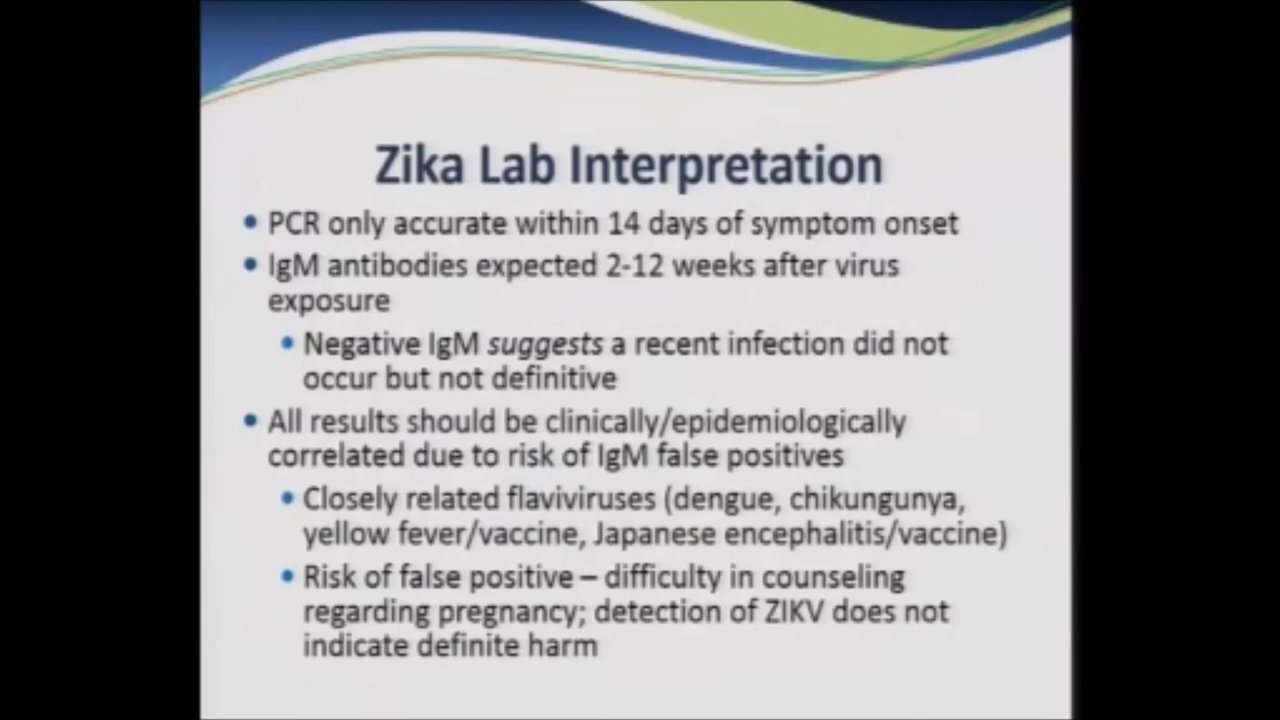 Zika Lab Interpretation
• PCR only accurate within 14 days of symptom onset
• IgM antibodies expected 2-12 weeks after virus
exposure
• Negative IgM suggests a recent infection did not
occur but not definitive
• All results should be clinically/epidemiologically
correlated due to risk of IgM false positives
• Closely related flaviviruses (dengue, chikungunya,
yellow fever/vaccine, Japanese encephalitis/vaccine)
• Risk of false positive – difficulty in counseling
regarding pregnancy; detection of ZIKV does not
indicate definite harm